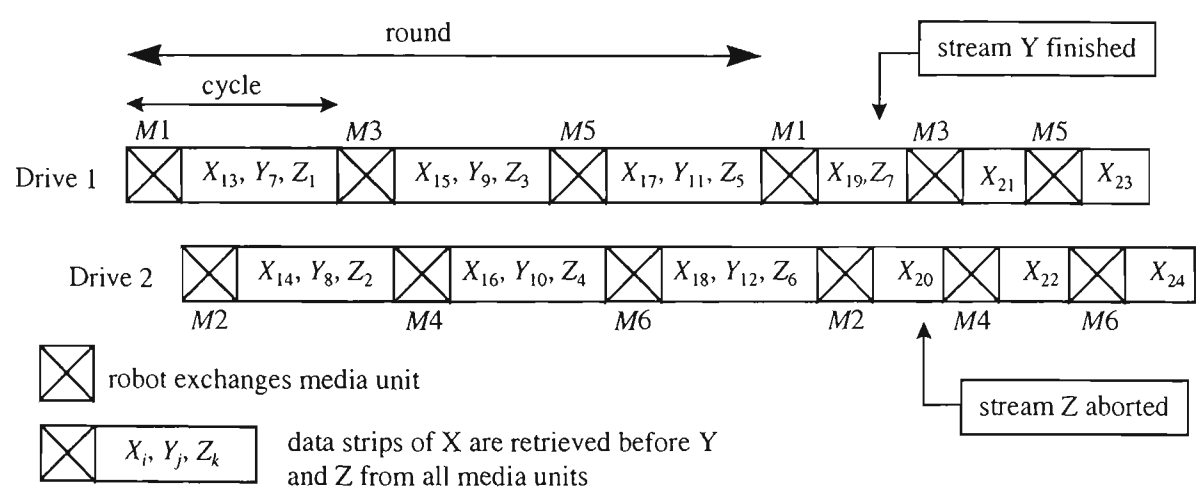 round
stream Y finished
cycle
M1 M3 M5 M1 M3 M5
Drive 1 X13, Y7, Z1 X15, Y9, Z3 X17, Y11, Z5 X19, Z7 X21 X23
Drive 2 X14, Y8, Z2 X16, Y10, Z4 X18, Y12, Z6 X20 X22 X24
M2 M4 M6 M2 M4 M6
robot exchanges media unit
stream Z aborted
Xi, Yj, Zk data strips of X are retrieved before Y
and Z from all media units